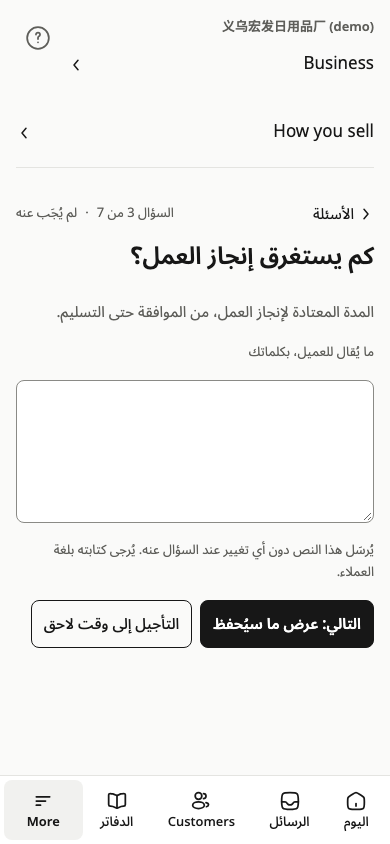 义乌宏发日用品厂 (demo)
Business
How you sell
الأسئلة
السؤال 3 من 7 · لم يُجَب عنه
كم يستغرق إنجاز العمل؟
المدة المعتادة لإنجاز العمل، من الموافقة حتى التسليم.
ما يُقال للعميل، بكلماتك
يُرسَل هذا النص دون أي تغيير عند السؤال عنه. يُرجى كتابته بلغة
العملاء.
التالي: عرض ما سيُحفظ
التأجيل إلى وقت لاحق
اليوم
الرسائل
Customers
الدفاتر
More